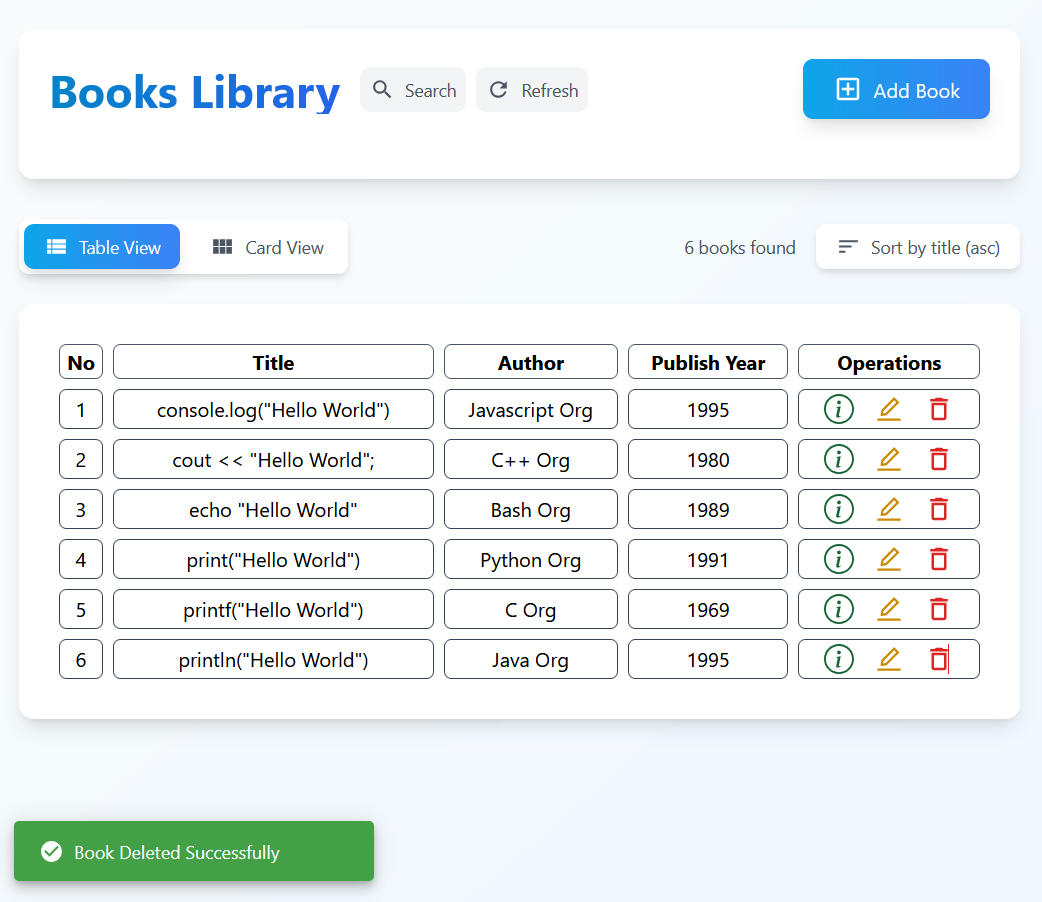 Books Library Search Refresh Add Book
Table View Card View 6 books found Sort by title (asc)
No Title Author Publish Year Operations
1 console.log("Hello World") Javascript Org 1995
2 cout << "Hello World"; C++ Org 1980
3 echo "Hello World" Bash Org 1989
4 print("Hello World") Python Org 1991
5 printf("Hello World") C Org 1969
6 println("Hello World") Java Org 1995
Book Deleted Successfully